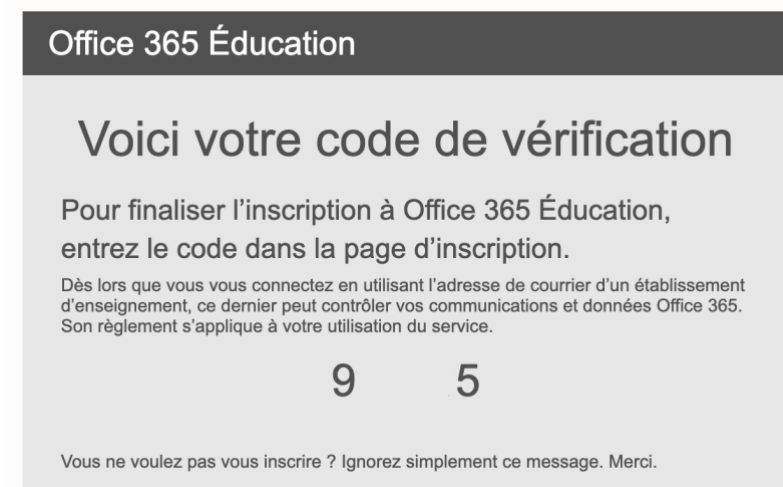 Office 365 Éducation
Voici votre code de vérification
Pour finaliser l’inscription à Office 365 Éducation,
entrez le code dans la page d’inscription.
Dès lors que vous vous connectez en utilisant l’adresse de courrier d’un établissement
d’enseignement, ce dernier peut contrôler vos communications et données Office 365.
Son règlement s’applique à votre utilisation du service.
9 5
Vous ne voulez pas vous inscrire ? Ignorez simplement ce message. Merci.